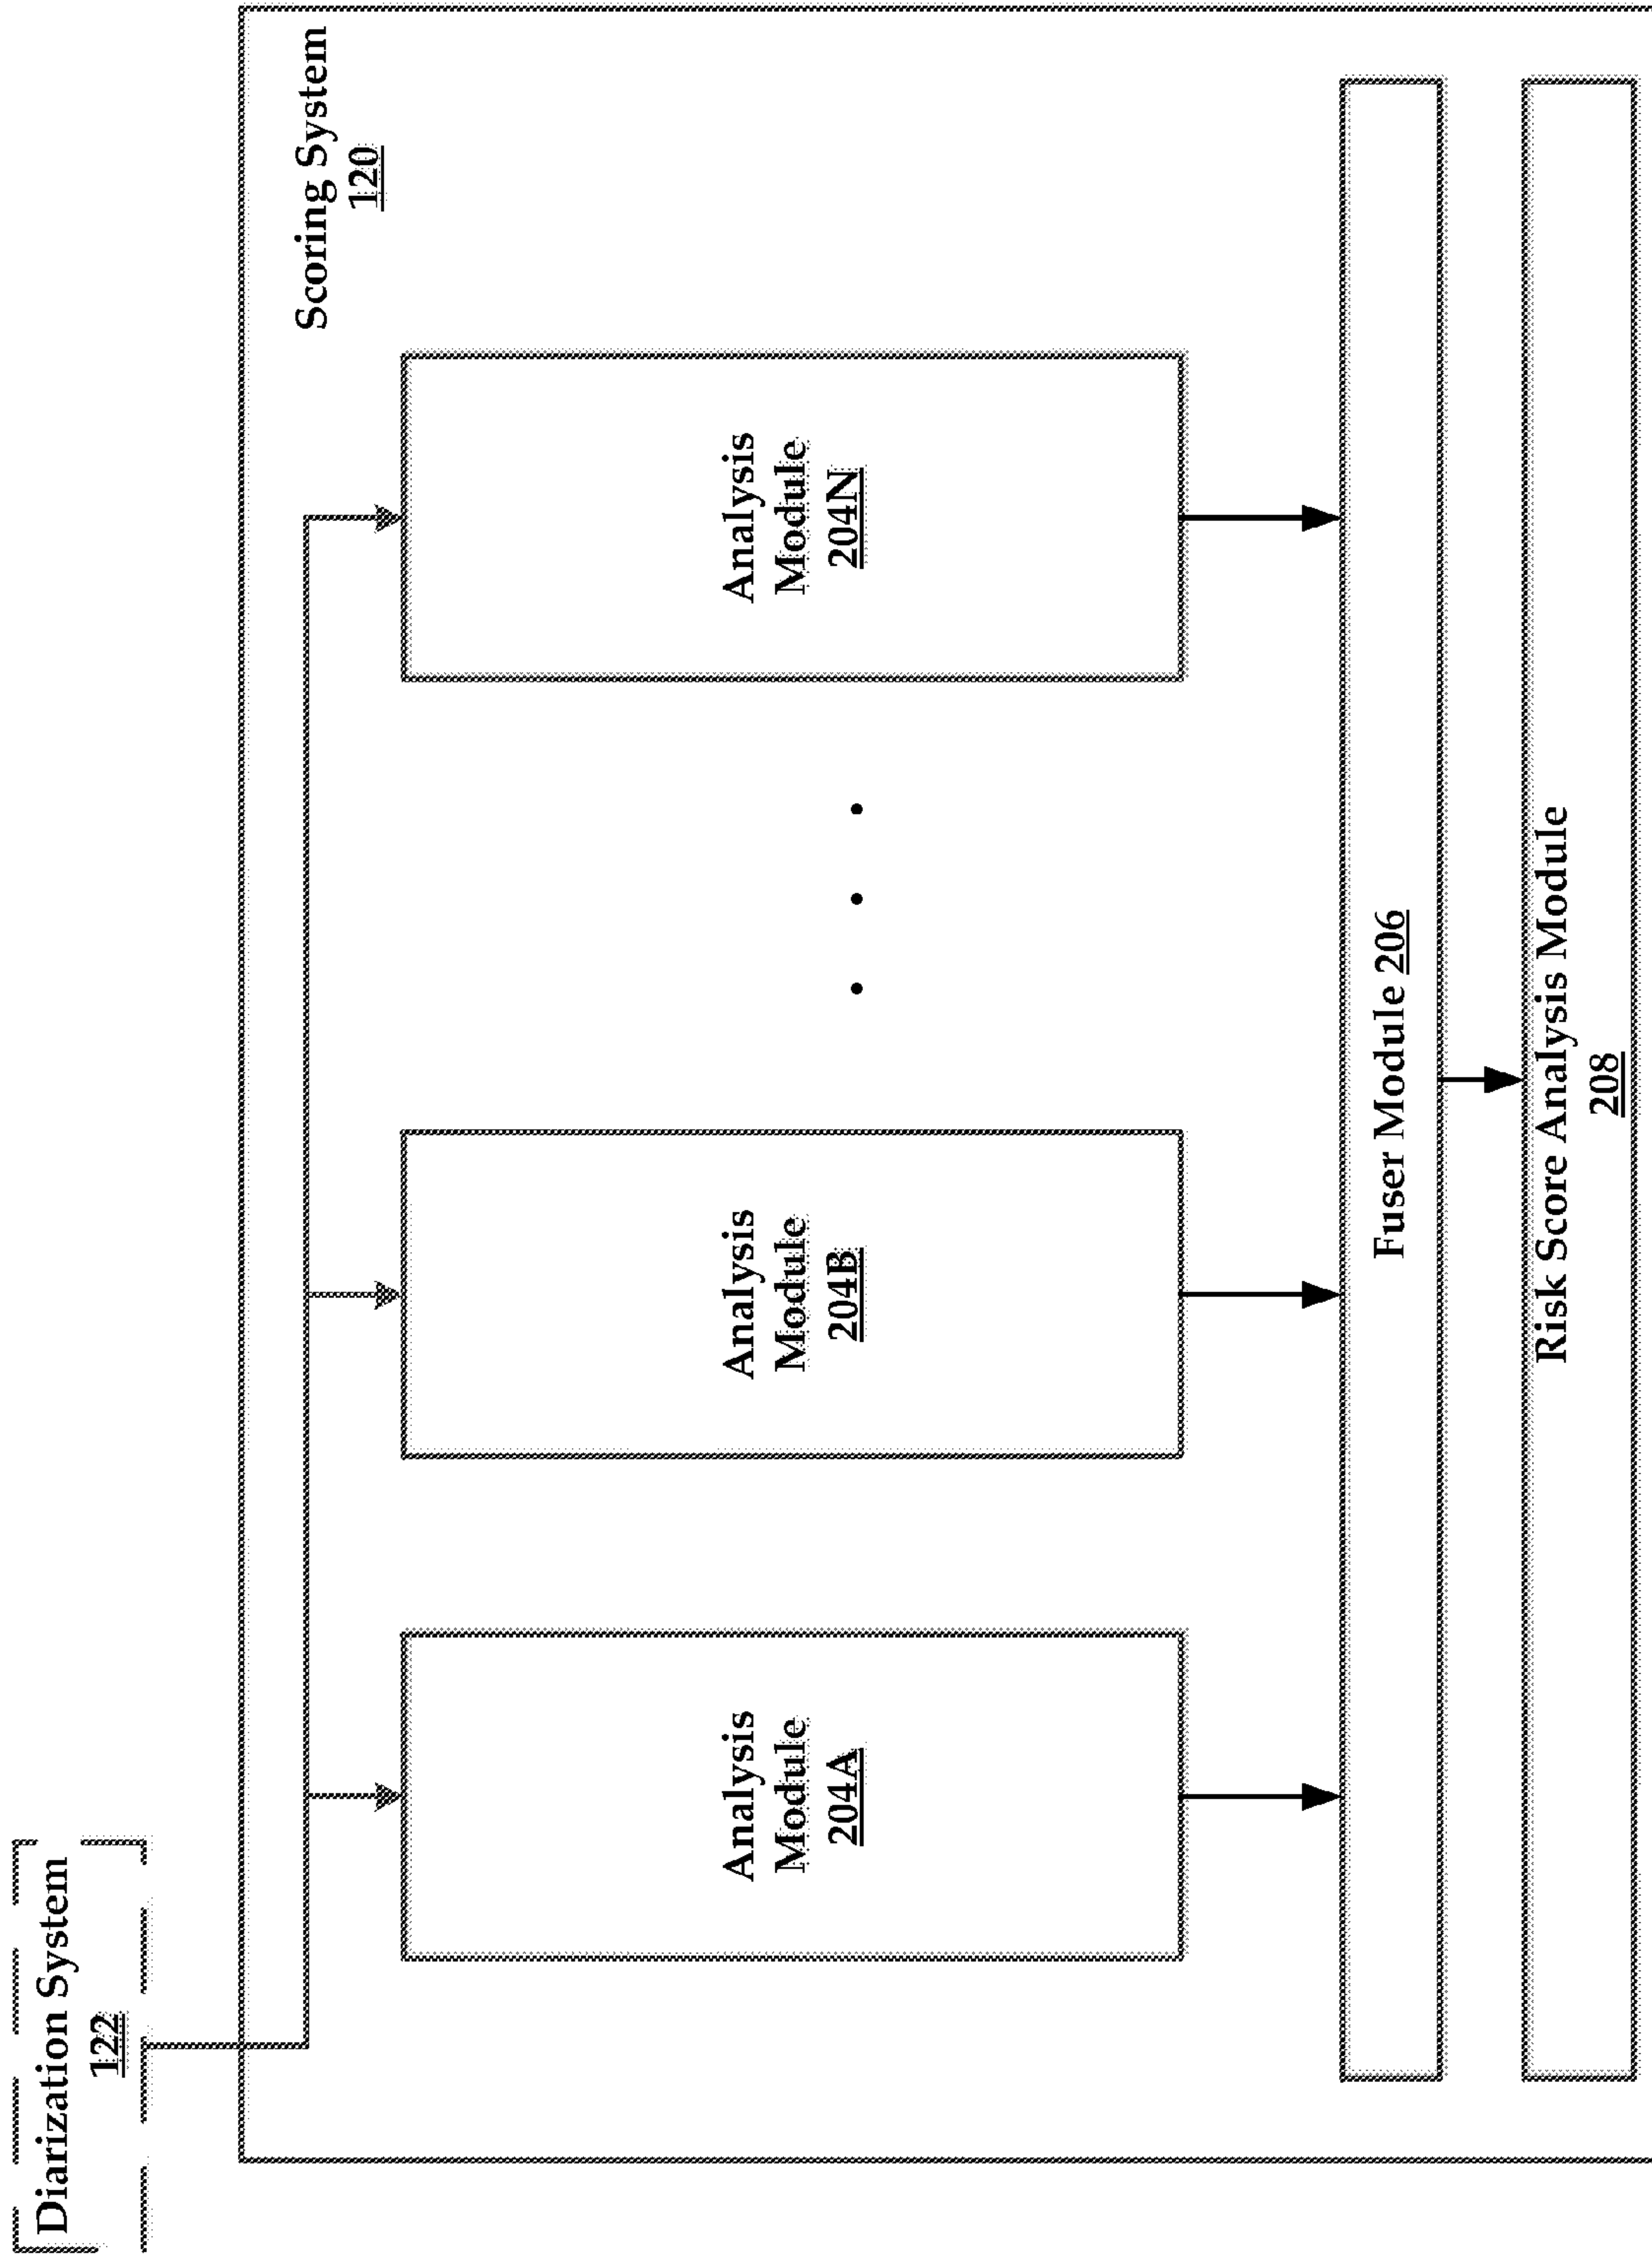 Diarization System
122
Scoring System
120
Analysis
Module
204A
Analysis
Module
204B
Analysis
Module
204N
Fuser Module 206
Risk Score Analysis Module
208